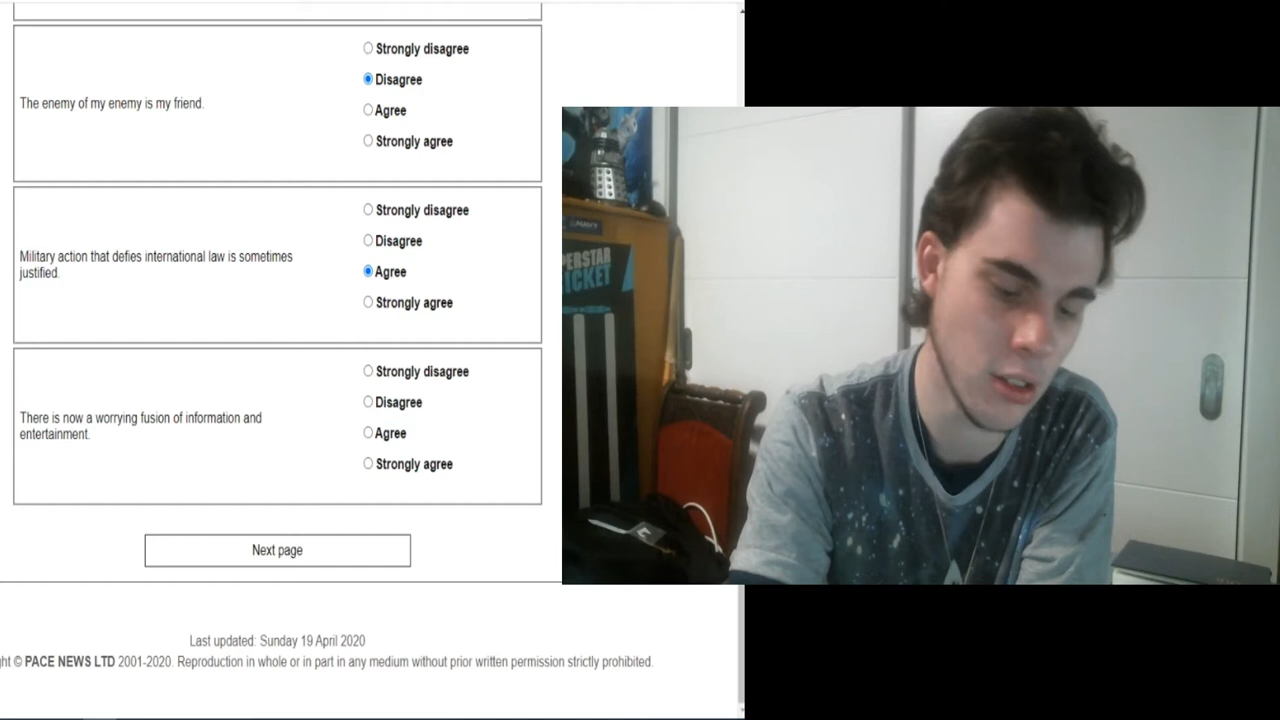 Strongly disagree
Disagree
The enemy of my enemy is my friend.
Agree
Strongly agree
Strongly disagree
Disagree
Military action that defies international law is sometimes
justified.
Agree
Strongly agree
Strongly disagree
Disagree
There is now a worrying fusion of information and
entertainment.
Agree
Strongly agree
Next page
Last updated: Sunday 19 April 2020
ht © PACE NEWS LTD 2001-2020. Reproduction in whole or in part in any medium without prior written permission strictly prohibited.
PERSTAR
ICKET